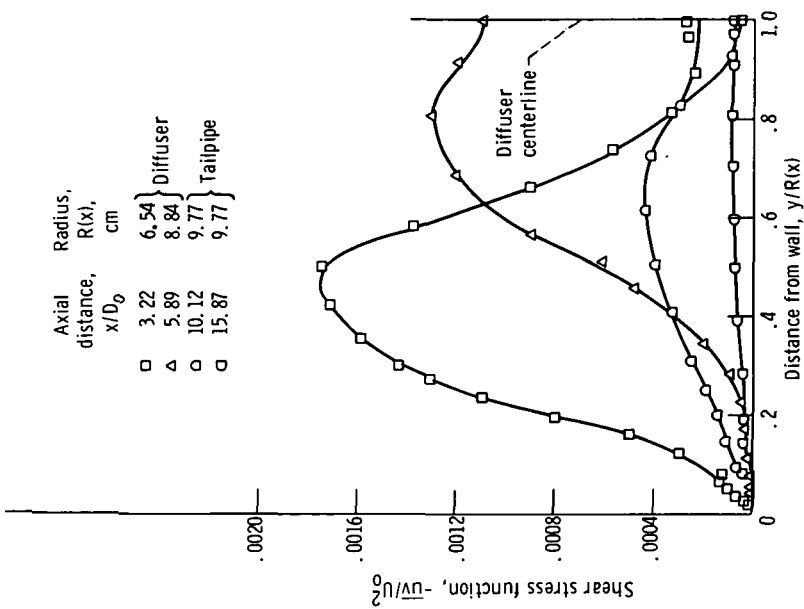 Axial distance, x/D₀ Radius, R(x), cm
□ 3.22 6.54 } Diffuser
△ 5.89 8.84
10.12 9.77 } Tailpipe
15.87 9.77
Diffuser
centerline
.0020
.0016
.0012
.0008
.0004
0 .2 .4 .6 .8 1.0
Shear stress function, -u̅v̅/U₀²
Distance from wall, y/R(x)